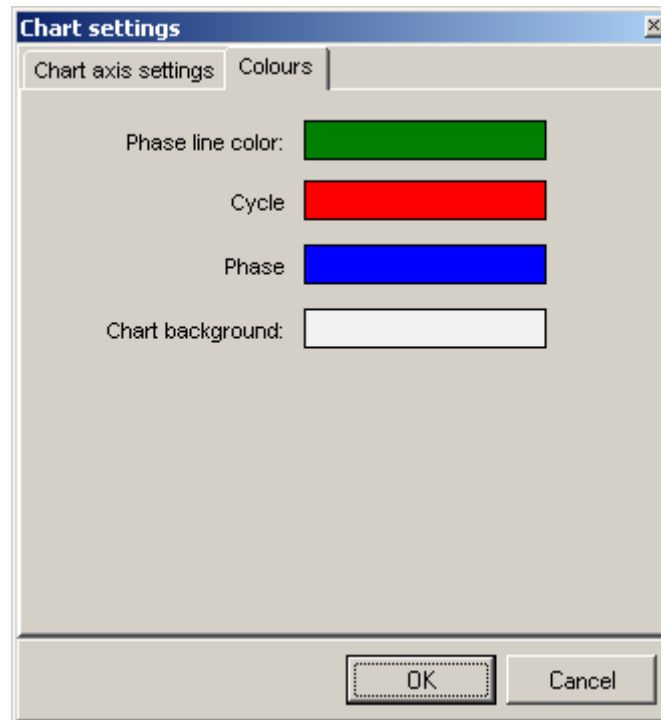 Chart settings
Chart axis settings Colours
Phase line color:
Cycle
Phase
Chart background:
OK Cancel